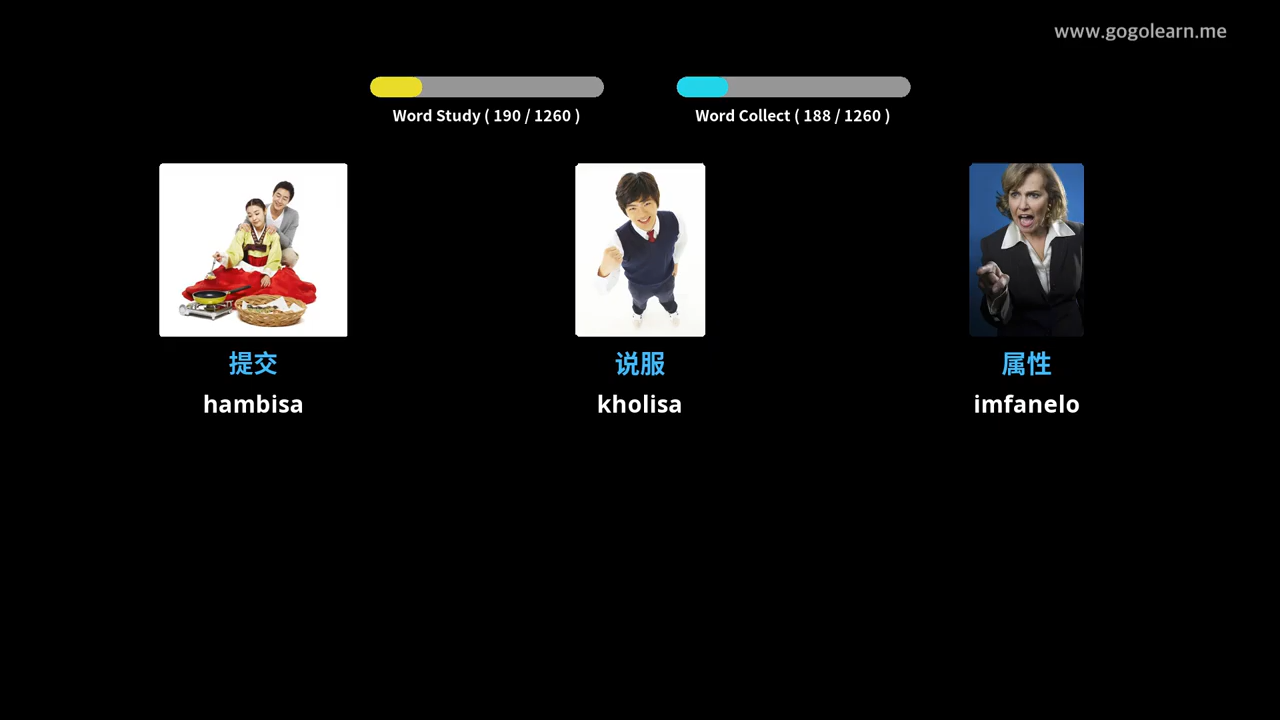 www.gogolearn.me
Word Study ( 190 / 1260 )
Word Collect ( 188 / 1260 )
提交
hambisa
说服
kholisa
属性
imfanelo